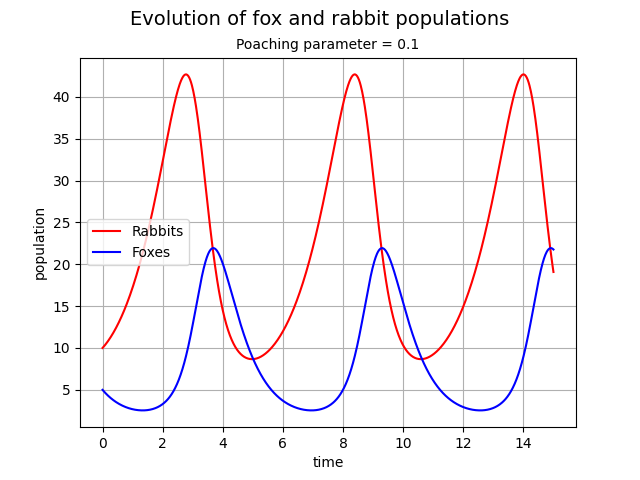 Evolution of fox and rabbit populations
Poaching parameter = 0.1
40
35
30
25
20
15
10
5
population
Rabbits
Foxes
0 2 4 6 8 10 12 14
time